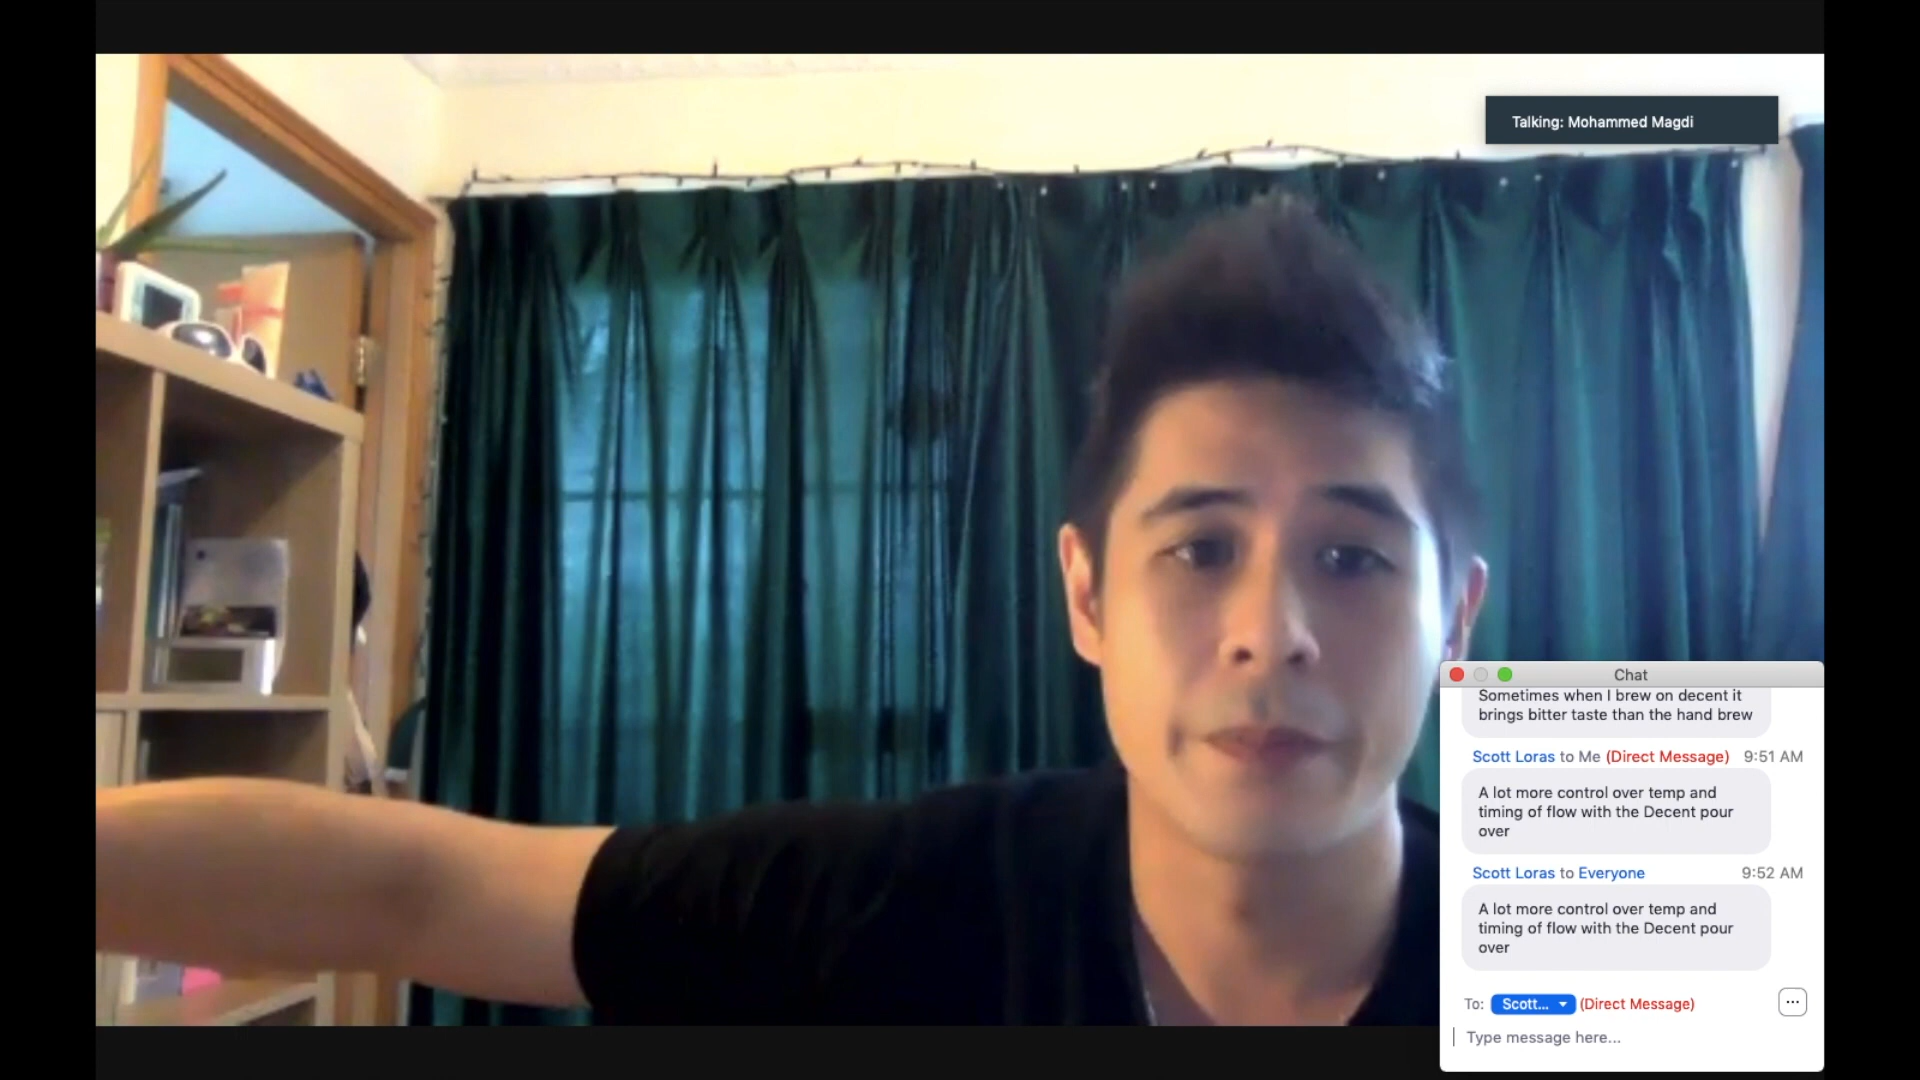 Talking: Mohammed Magdi
Chat
Sometimes when I brew on decent it
brings bitter taste than the hand brew
Scott Loras to Me (Direct Message) 9:51 AM
A lot more control over temp and
timing of flow with the Decent pour
over
Scott Loras to Everyone 9:52 AM
A lot more control over temp and
timing of flow with the Decent pour
over
To: Scott... (Direct Message)
Type message here...